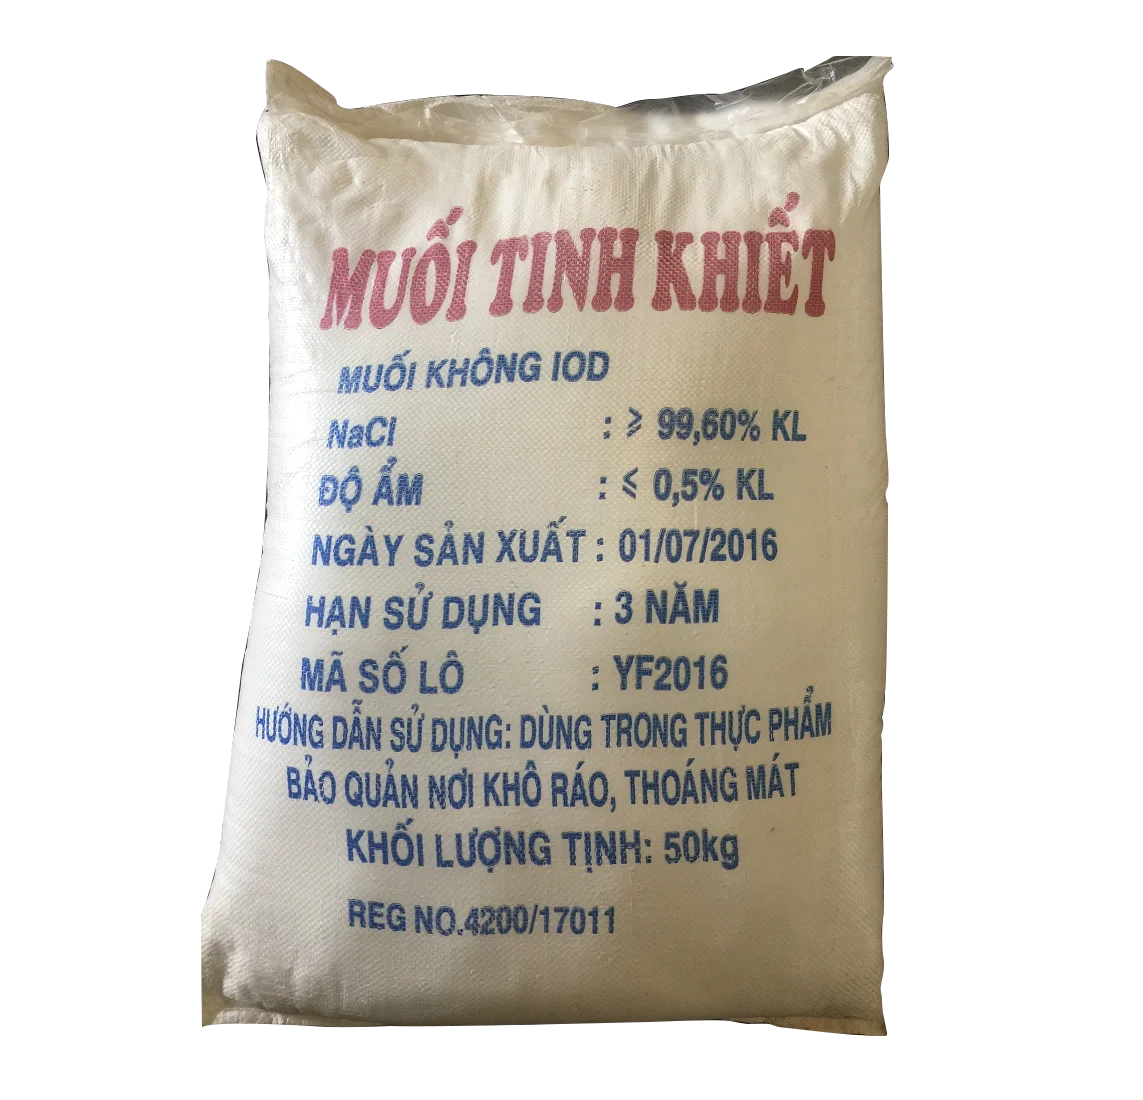 MUỐI TINH KHIẾT
MUỐI KHÔNG IOD
NaCl : ≥ 99,60% KL
ĐỘ ẨM : ≤ 0,5% KL
NGÀY SẢN XUẤT : 01/07/2016
HẠN SỬ DỤNG : 3 NĂM
MÃ SỐ LÔ : YF2016
HƯỚNG DẪN SỬ DỤNG: DÙNG TRONG THỰC PHẨM
BẢO QUẢN NƠI KHÔ RÁO, THOÁNG MÁT
KHỐI LƯỢNG TỊNH: 50kg
REG NO.4200/17011